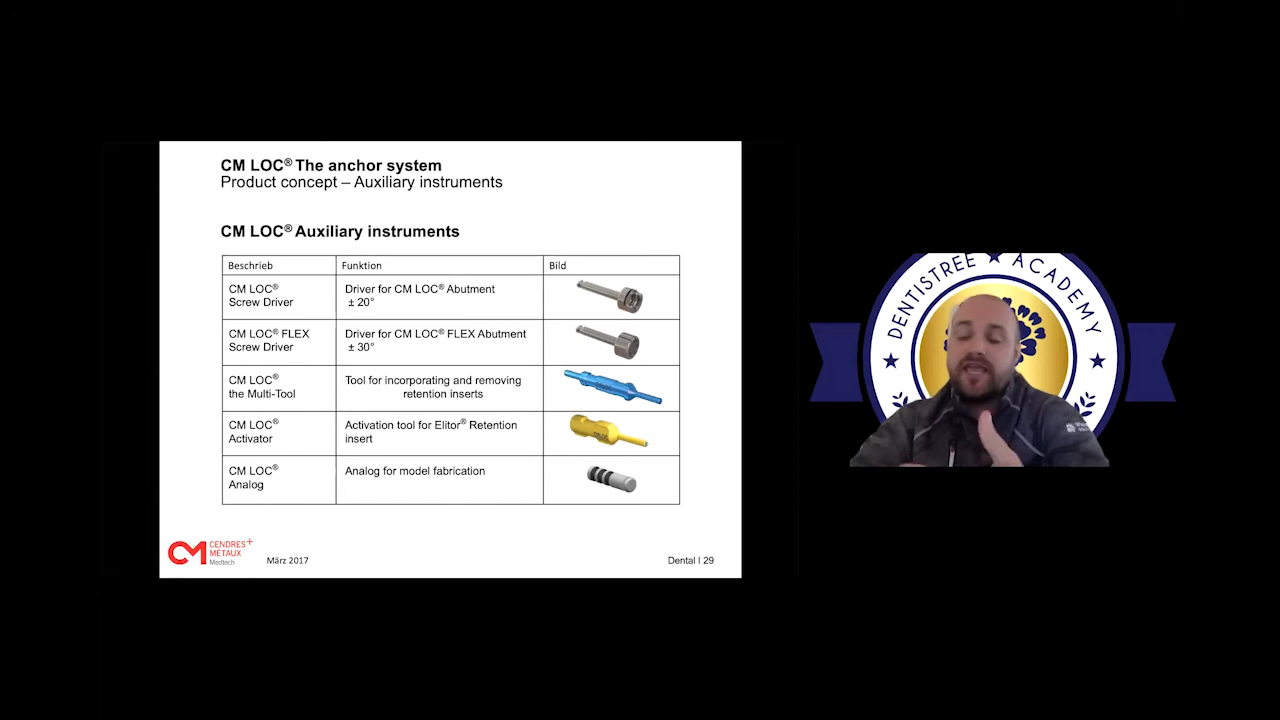 CM LOC® The anchor system
Product concept – Auxiliary instruments
CM LOC® Auxiliary instruments
Beschrieb Funktion Bild
CM LOC®
Screw Driver
Driver for CM LOC® Abutment
± 20°
CM LOC® FLEX
Screw Driver
Driver for CM LOC® FLEX Abutment
± 30°
CM LOC®
the Multi-Tool
Tool for incorporating and removing
retention inserts
CM LOC®
Activator
Activation tool for Elitor® Retention
insert
CM LOC®
Analog
Analog for model fabrication
CM
CENDRES+
MÉTAUX
Medtech
März 2017
Dental I 29
DENTISTREE ACADEMY